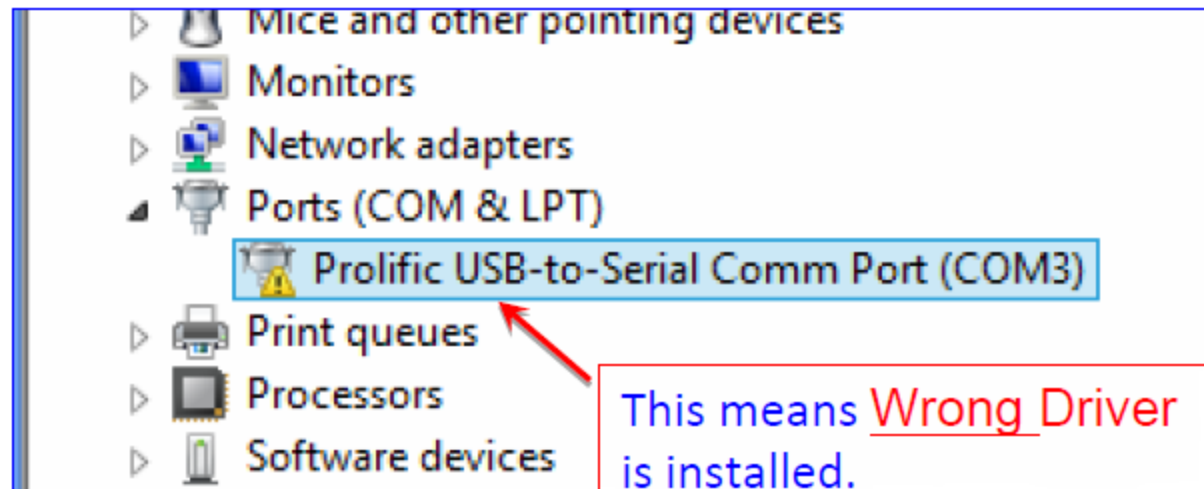 Mice and other pointing devices
Monitors
Network adapters
Ports (COM & LPT)
Prolific USB-to-Serial Comm Port (COM3)
Print queues
Processors
Software devices
This means Wrong Driver
is installed.